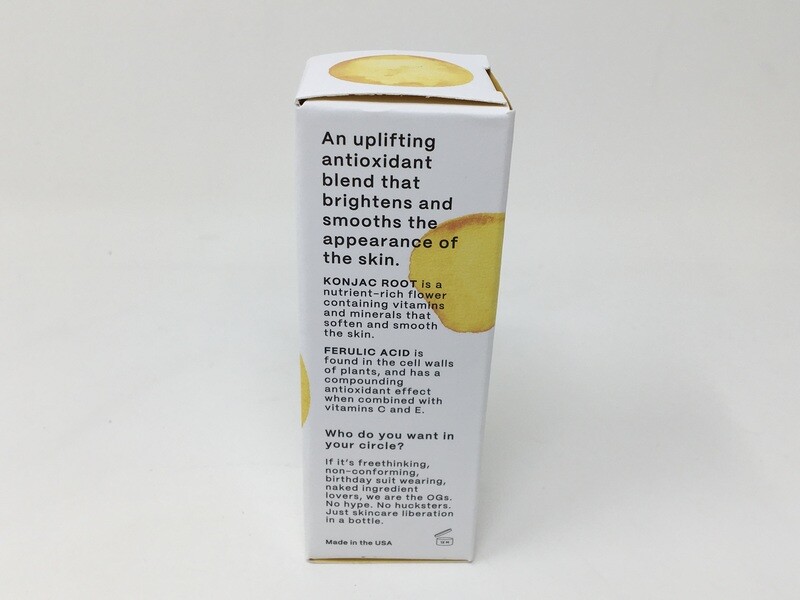 An uplifting
antioxidant
blend that
brightens and
smooths the
appearance of
the skin.
KONJAC ROOT is a
nutrient-rich flower
containing vitamins
and minerals that
soften and smooth
the skin.
FERULIC ACID is
found in the cell walls
of plants, and has a
compounding
antioxidant effect
when combined with
vitamins C and E.
Who do you want in
your circle?
If it's freethinking,
non-conforming,
birthday suit wearing,
naked ingredient
lovers, we are the OGs.
No hype. No hucksters.
Just skincare liberation
in a bottle.
Made in the USA